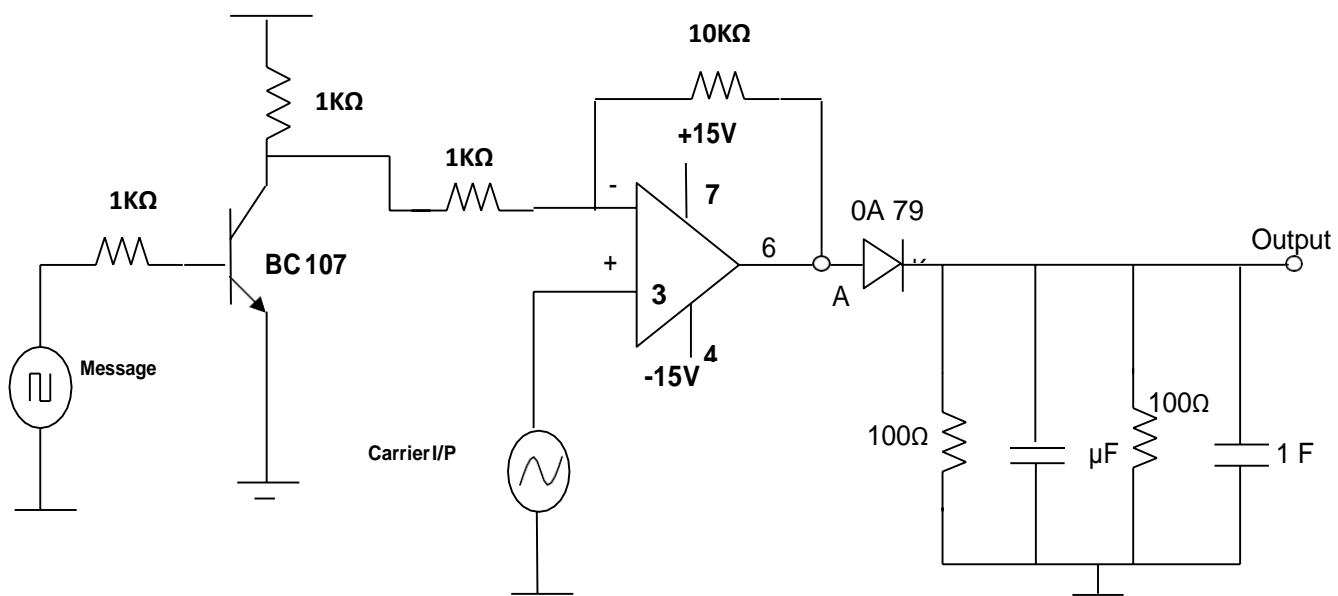 10KΩ
1KΩ
+15V
1KΩ
-
7
1KΩ
0A 79
BC 107
+
6
Output
3
A
Message
4
-15V
100Ω
100Ω
µF
1 F
Carrier I/P